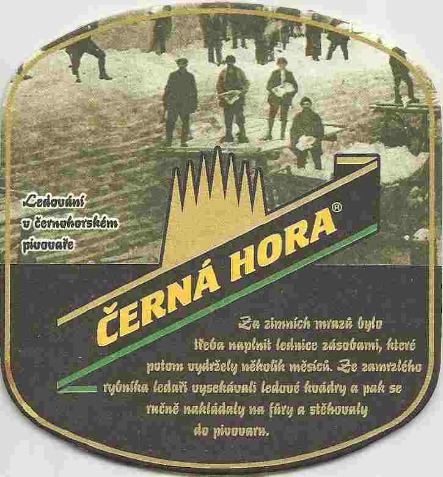 Ledování
v černohorském
pivovaře
ČERNÁ HORA®
Za zimních mrazů bylo
třeba naplnit lednice zásobami, které
potom vydržely několik měsíců. Ze zamrzlého
rybníka ledaři vysekávali ledové kvádry a pak se
ručně nakládaly na fůry a stěhovaly
do pivovaru.